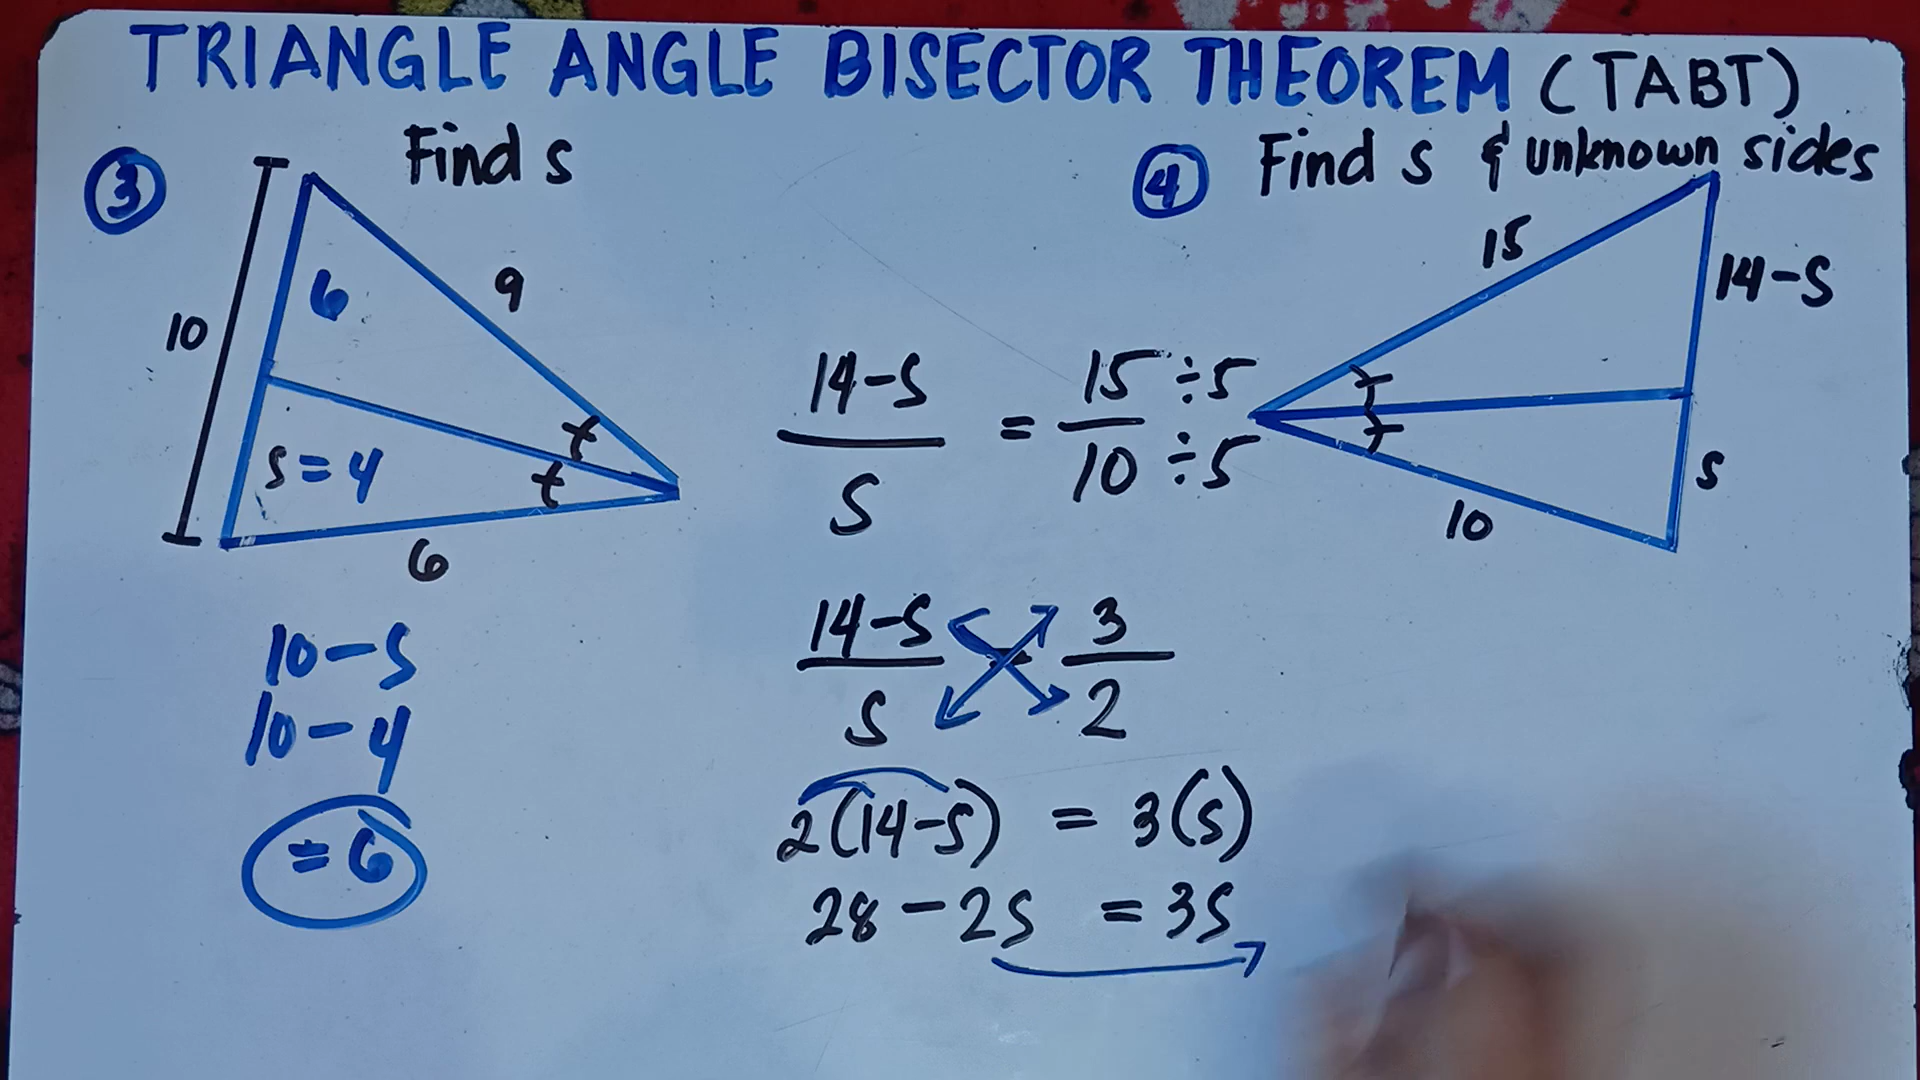 TRIANGLE ANGLE BISECTOR THEOREM (TABT)
3 Find s
10
6
9
s = 4
6
10 - s
10 - 4
= 6
4 Find s & unknown sides
15
14 - s
s
10
14 - s / s = 15 ÷ 5 / 10 ÷ 5
14 - s / s = 3 / 2
2(14 - s) = 3(s)
28 - 2s = 3s